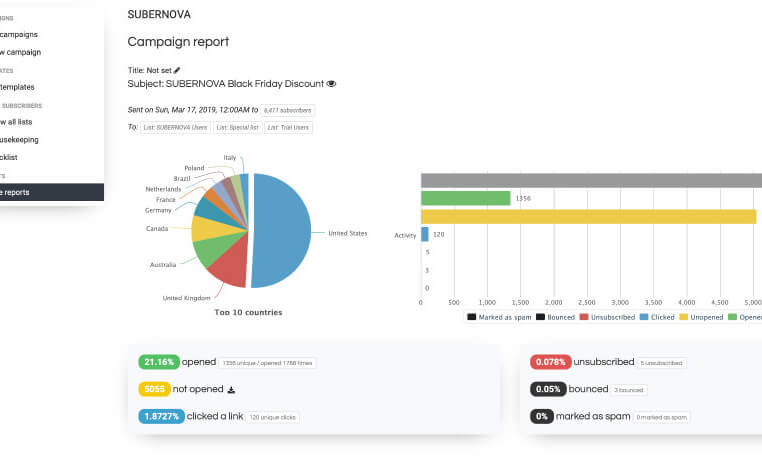 SUBERNOVA
Campaign report
Title: Not set
Subject: SUBERNOVA Black Friday Discount
Sent on Sun, Mar 17, 2019, 12:00AM to 6,411 subscribers
To: List: SUBERNOVA Users List: Special list List: Trial Users
IGNS
campaigns
w campaign
ATES
templates
SUBSCRIBERS
w all lists
usekeeping
cklist
TS
e reports
Italy
Poland
Brazil
Netherlands
France
Germany
Canada
Australia
United Kingdom
United States
Top 10 countries
1356
Activity
120
5
3
0
0 500 1,000 1,500 2,000 2,500 3,000 3,500 4,000 4,500 5,000
Marked as spam Bounced Unsubscribed Clicked Unopened Opene
21.16% opened 1356 unique / opened 1768 times
5055 not opened
1.8727% clicked a link 120 unique clicks
0.078% unsubscribed 5 unsubscribed
0.05% bounced 3 bounced
0% marked as spam 0 marked as spam